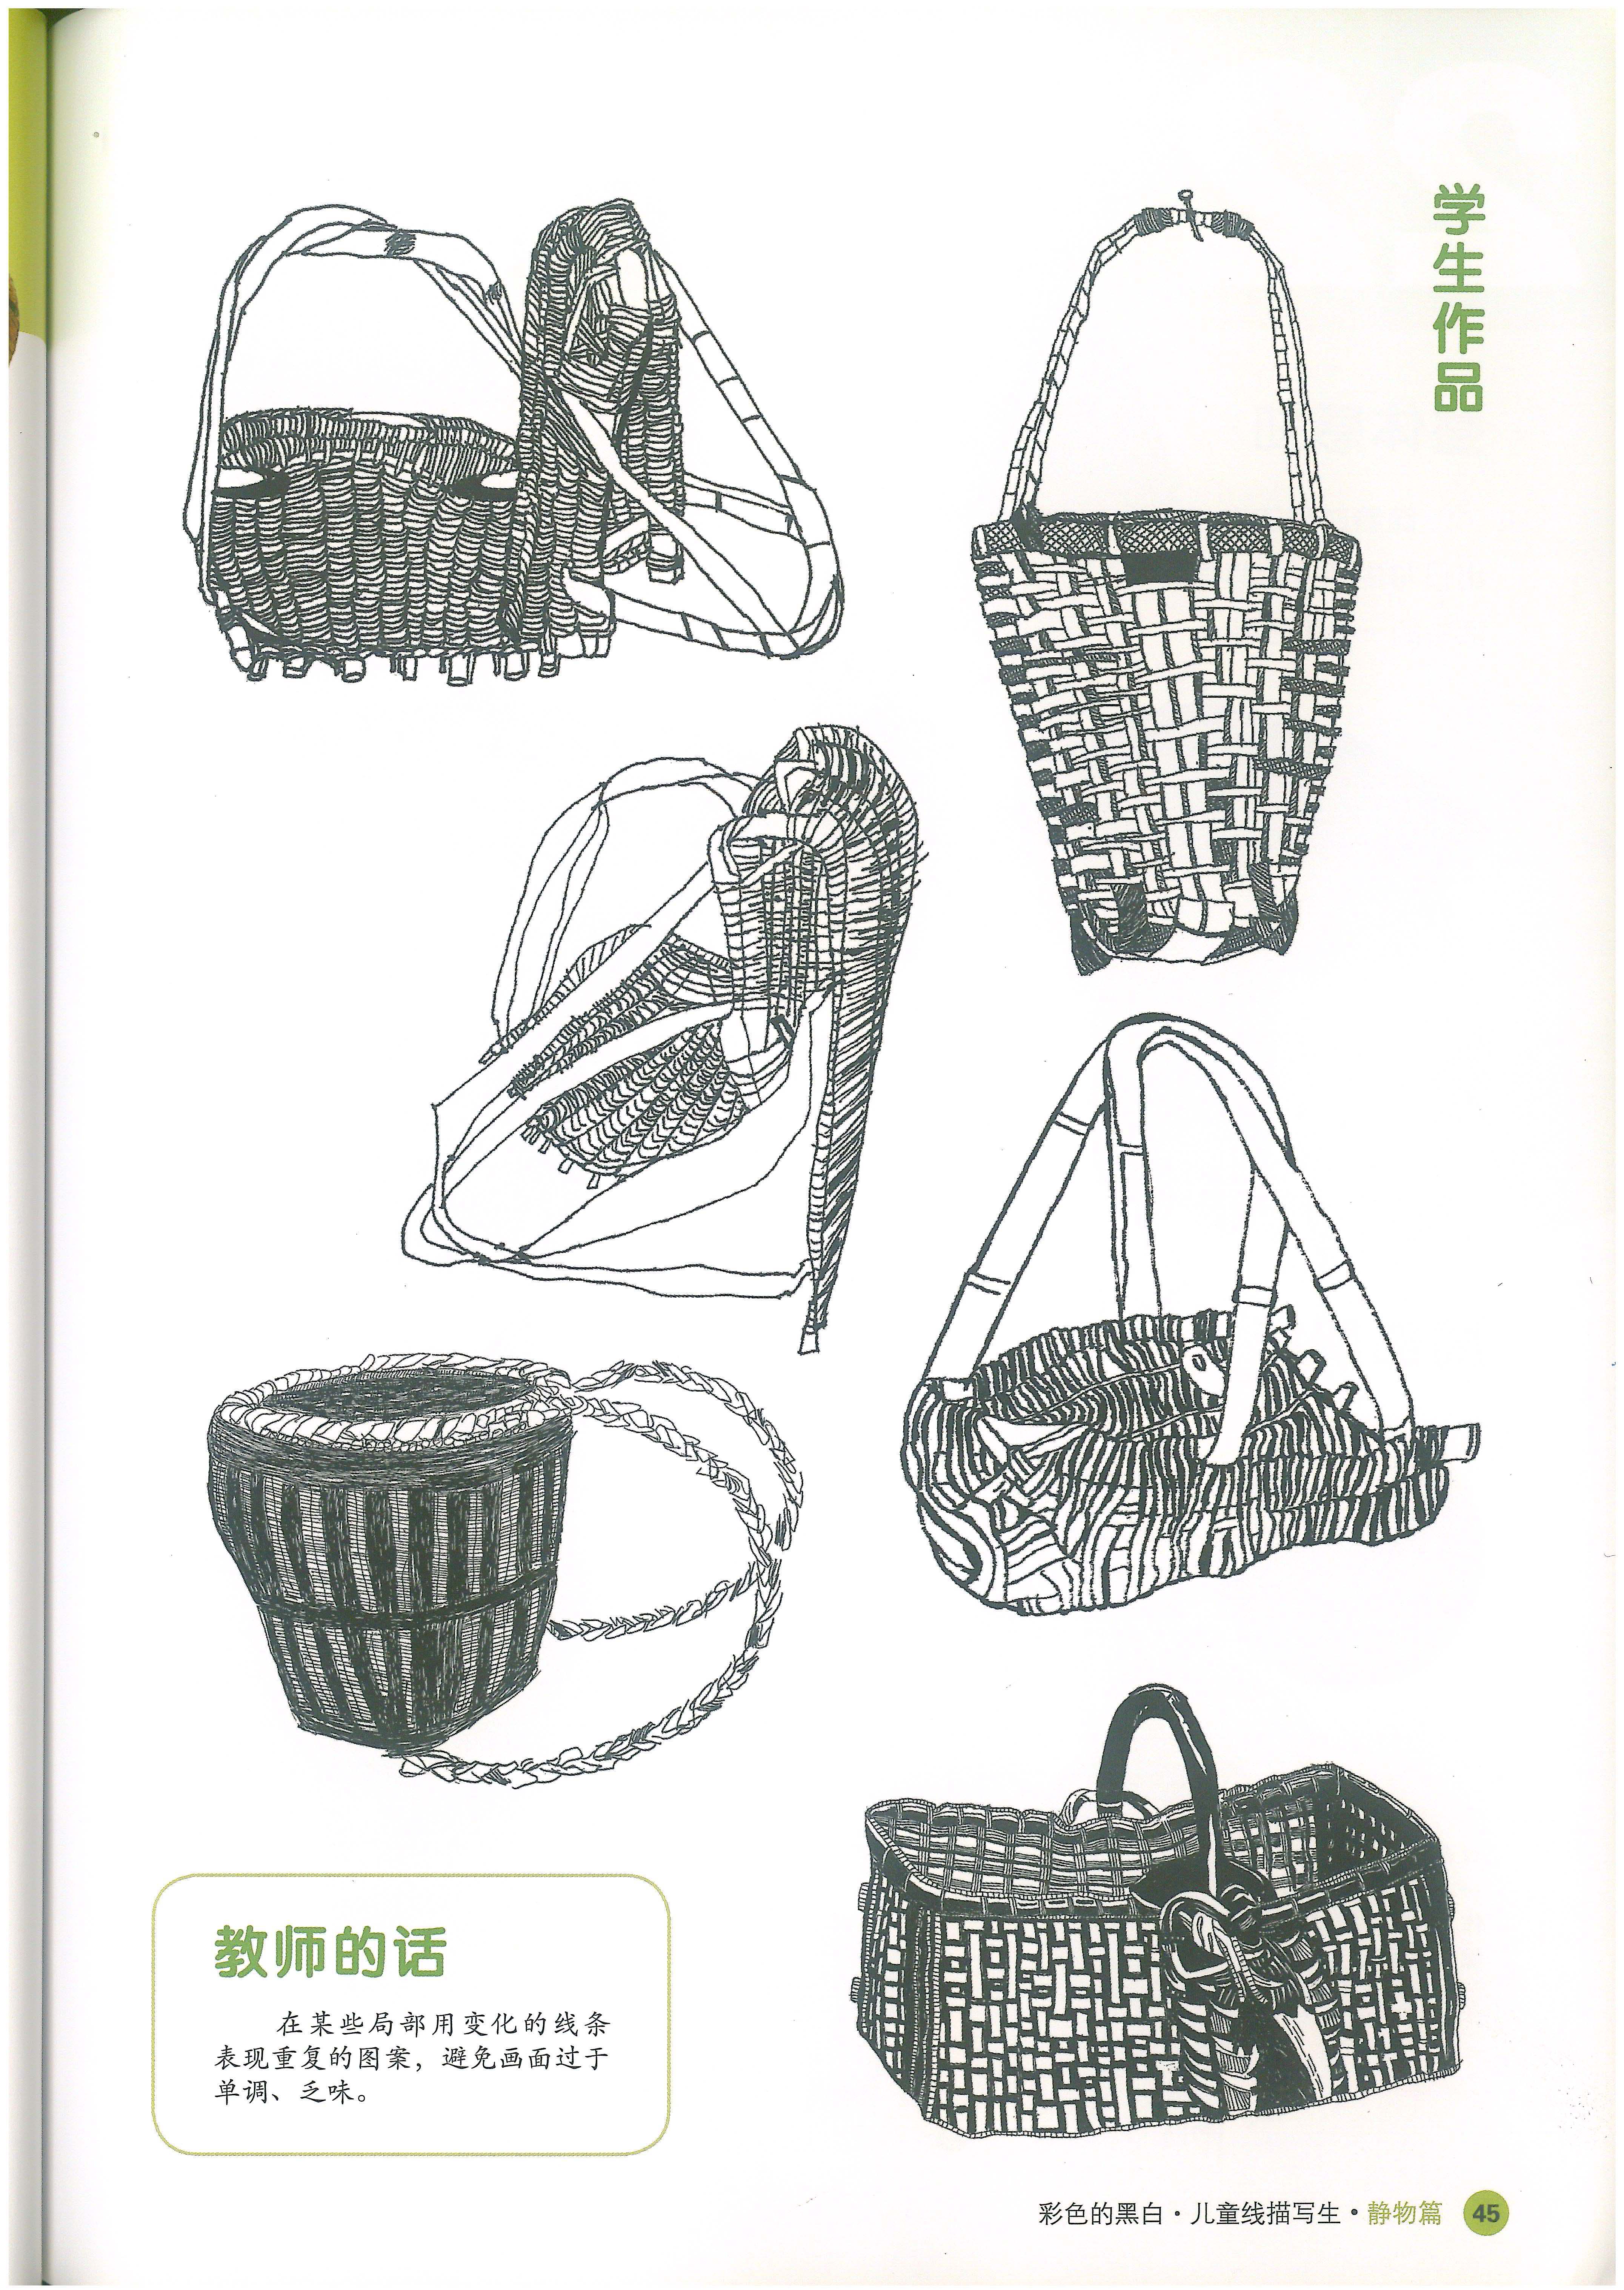 学生作品
教师的话
在某些局部用变化的线条
表现重复的图案，避免画面过于
单调、乏味。
彩色的黑白·儿童线描写生·静物篇 45